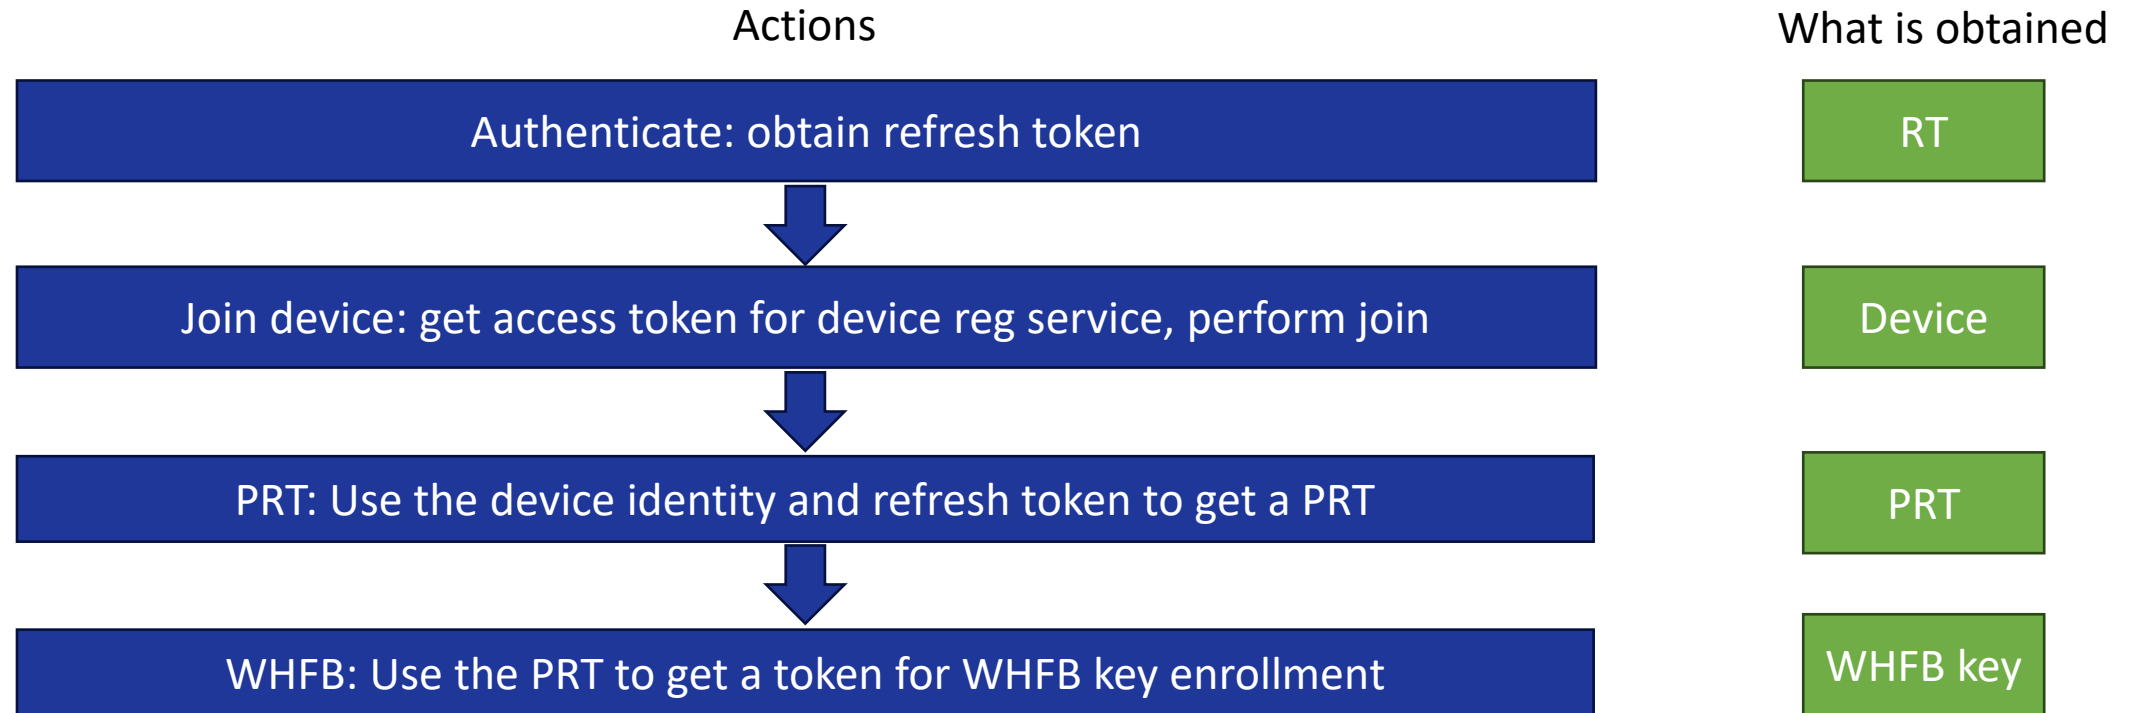 Actions
What is obtained
Authenticate: obtain refresh token
RT
Join device: get access token for device reg service, perform join
Device
PRT: Use the device identity and refresh token to get a PRT
PRT
WHFB: Use the PRT to get a token for WHFB key enrollment
WHFB key